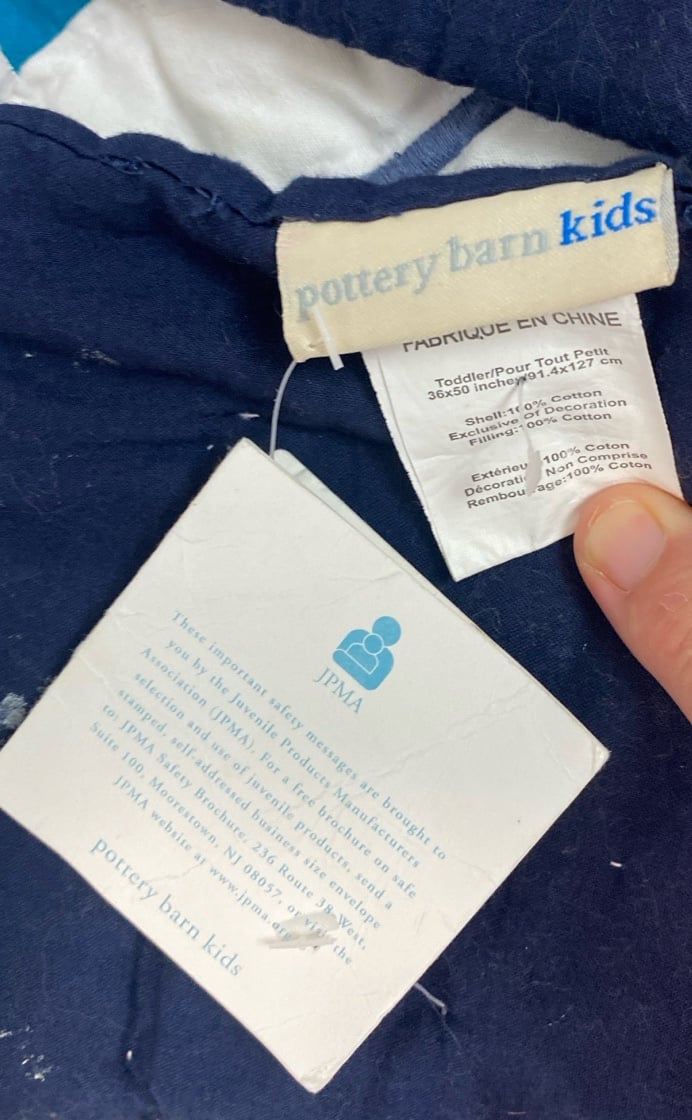 pottery barn kids
FABRIQUE EN CHINE
Toddler/Pour Tout Petit
36x50 inches/91.4x127 cm
Shell:100% Cotton
Exclusive Of Decoration
Filling:100% Cotton
Extérieur 100% Coton
Décoration Non Comprise
Rembourrage:100% Coton
JPMA
These important safety messages are brought to
you by the Juvenile Products Manufacturers
Association (JPMA). For a free brochure on safe
selection and use of juvenile products, send a
stamped, self-addressed business size envelope
to: JPMA Safety Brochure, 236 Route 38-West,
Suite 100, Moorestown, NJ 08057, or visit the
JPMA website at www.jpma.org
pottery barn kids